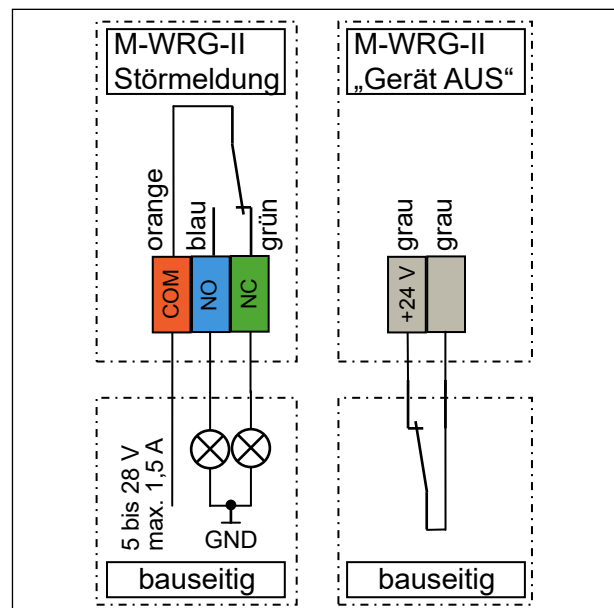 M-WRG-II
Störmeldung
orange
blau
grün
COM
NO
NC
5 bis 28 V
max. 1,5 A
GND
bauseitig
M-WRG-II
„Gerät AUS“
grau
grau
+24 V
bauseitig